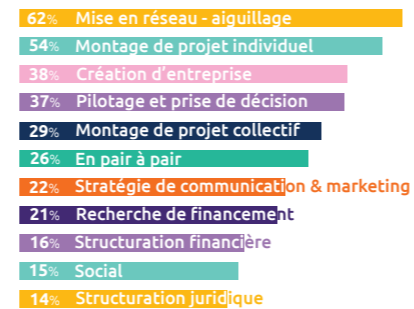 62% Mise en réseau - aiguillage
54% Montage de projet individuel
38% Création d'entreprise
37% Pilotage et prise de décision
29% Montage de projet collectif
26% En pair à pair
22% Stratégie de communication & marketing
21% Recherche de financement
16% Structuration financière
15% Social
14% Structuration juridique